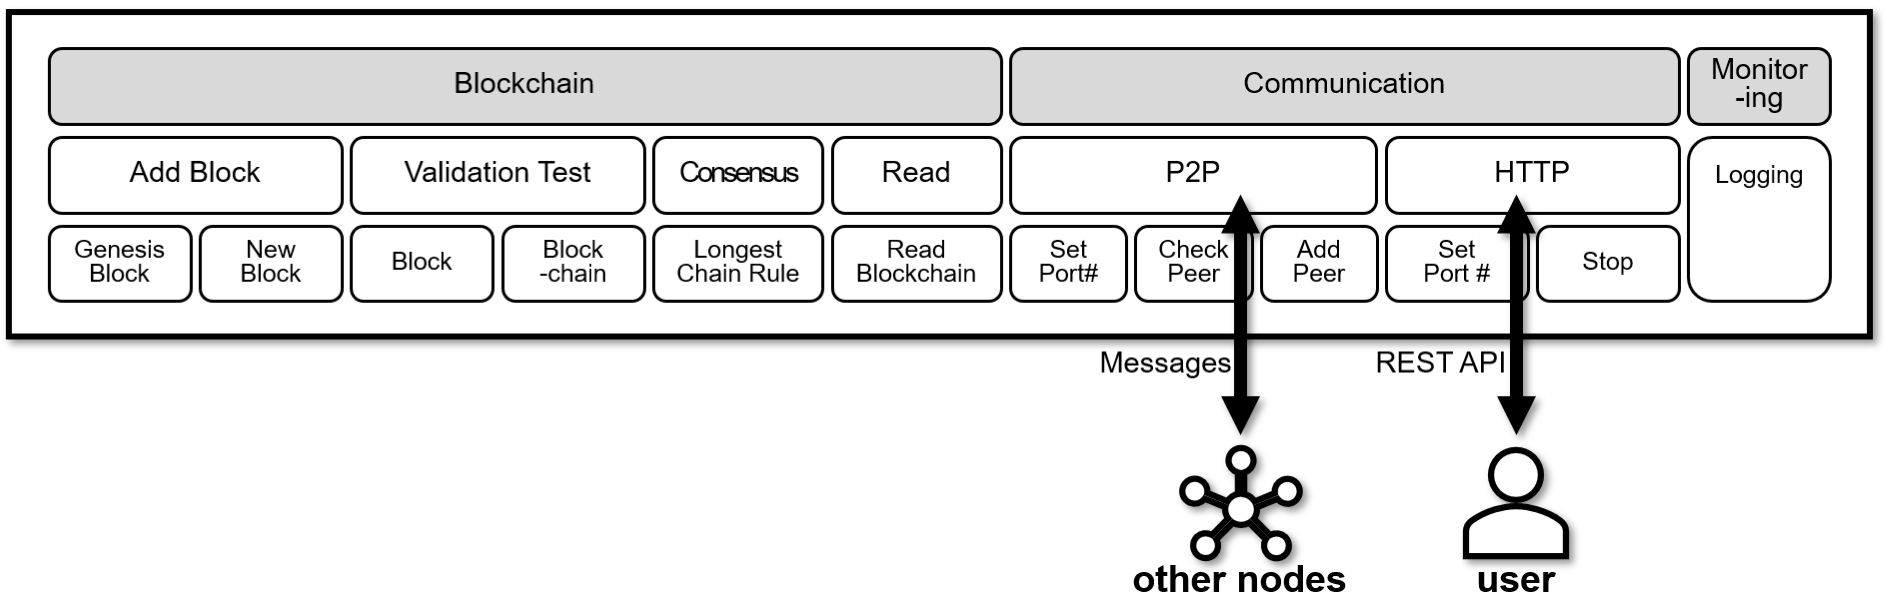 Blockchain
Communication
Monitor
-ing
Add Block
Validation Test
Consensus
Read
P2P
HTTP
Logging
Genesis
Block
New
Block
Block
Block
-chain
Longest
Chain Rule
Read
Blockchain
Set
Port#
Check
Peer
Add
Peer
Set
Port #
Stop
Messages
REST API
other nodes
user